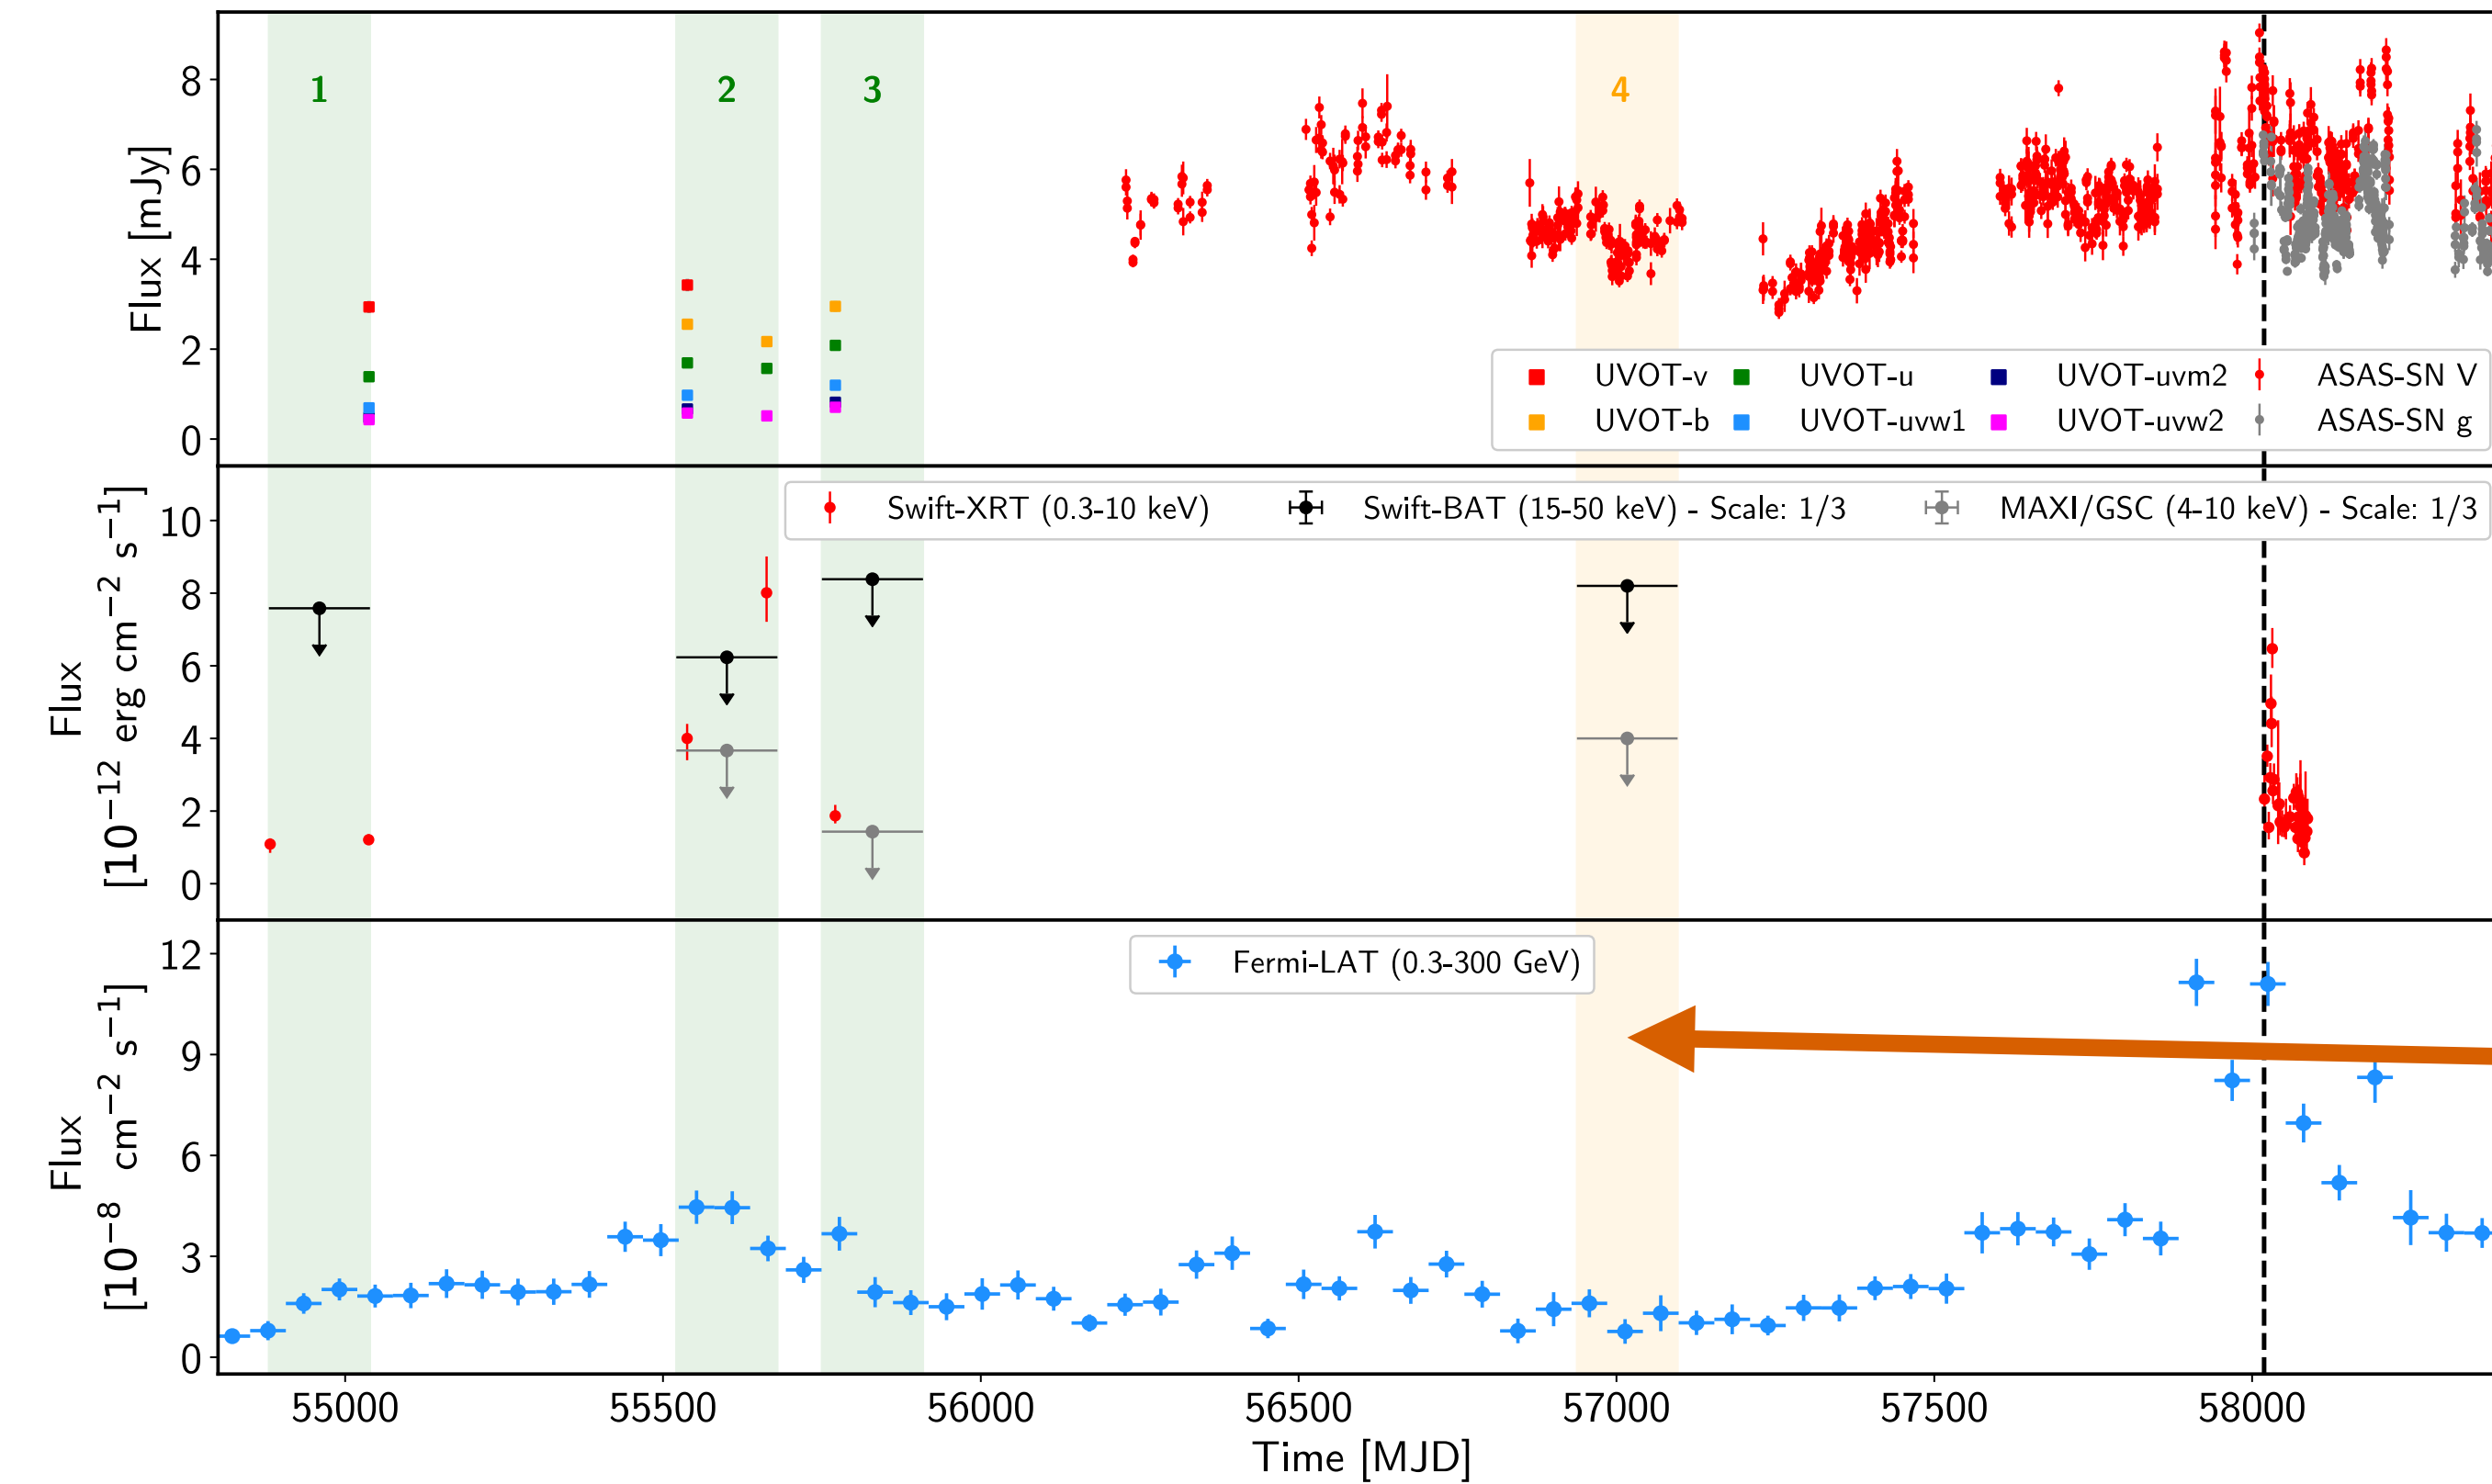 1 2 3 4
8
6
4
2
0
Flux [mJy]
UVOT-v UVOT-u UVOT-uvm2 ASAS-SN V
UVOT-b UVOT-uvw1 UVOT-uvw2 ASAS-SN g
Swift-XRT (0.3-10 keV) Swift-BAT (15-50 keV) - Scale: 1/3 MAXI/GSC (4-10 keV) - Scale: 1/3
10
8
6
4
2
0
Flux
[10⁻¹² erg cm⁻² s⁻¹]
Fermi-LAT (0.3-300 GeV)
12
9
6
3
0
Flux
[10⁻⁸ cm⁻² s⁻¹]
55000 55500 56000 56500 57000 57500 58000
Time [MJD]